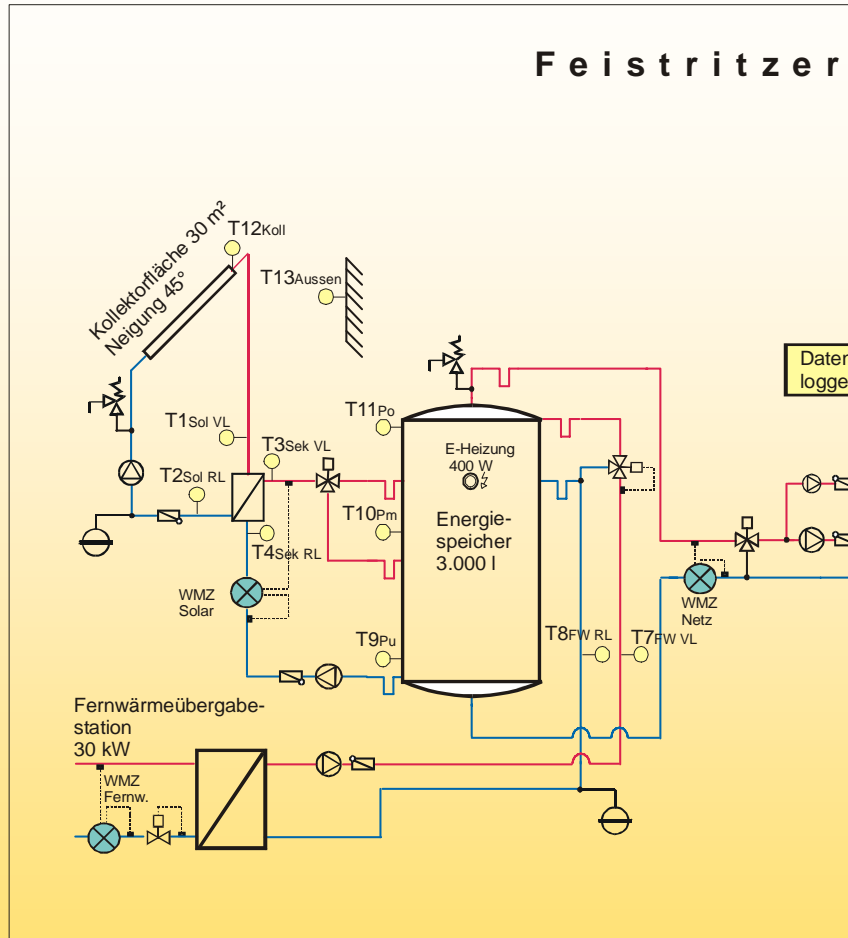 Feistritzer
Kollektorfläche 30 m²
Neigung 45°
T12Koll
T13Aussen
Daten
logge
T1Sol VL
T11Po
T3Sek VL
E-Heizung
400 W
T2Sol RL
T10Pm
Energie-
speicher
3.000 l
T4Sek RL
WMZ
Solar
WMZ
Netz
T9Pu
T8FW RL
T7FW VL
Fernwärmeübergabe-
station
30 kW
WMZ
Fernw.